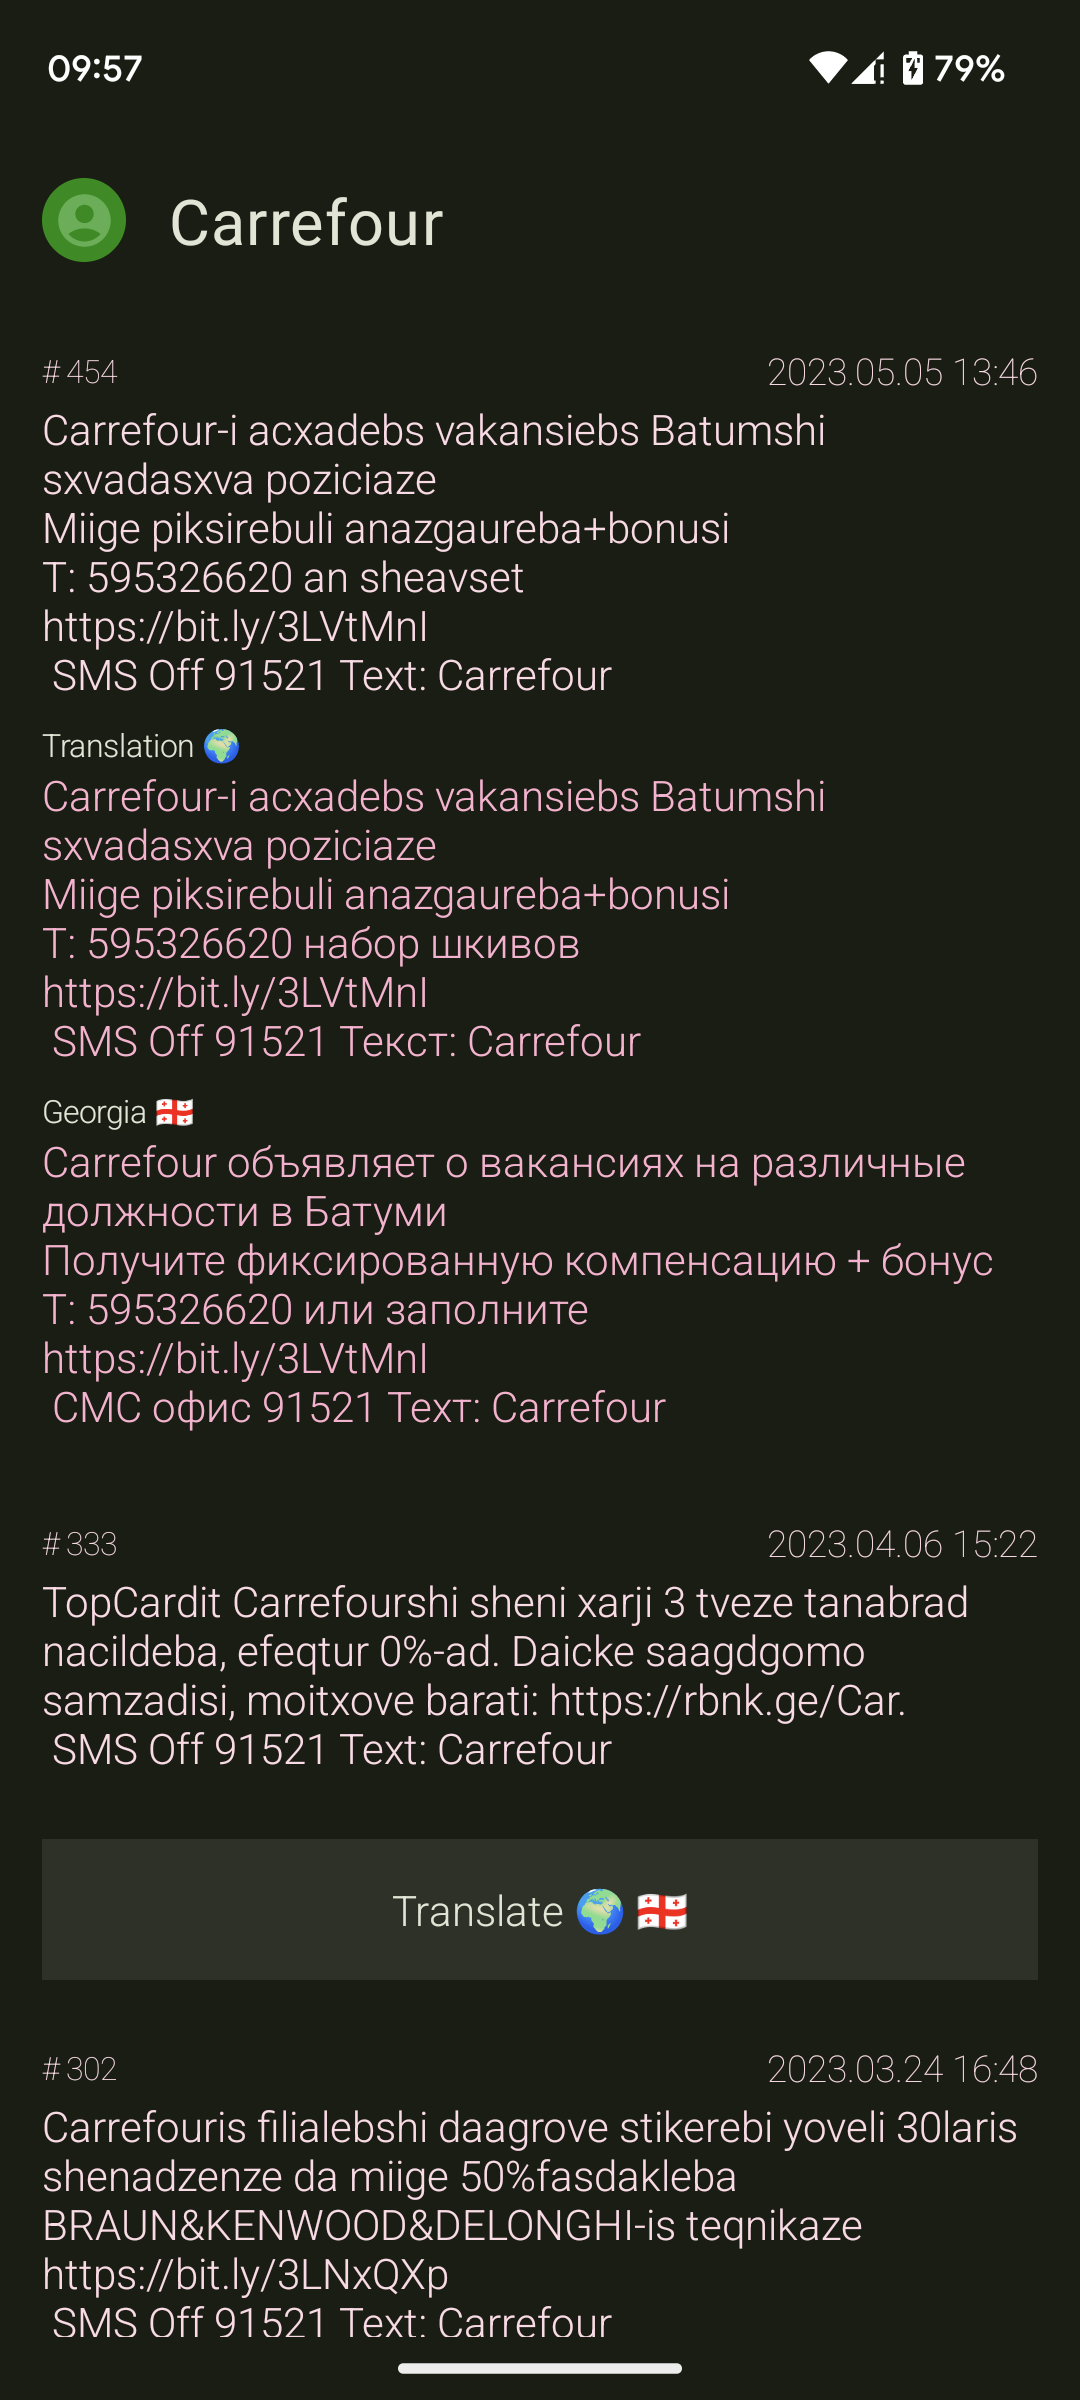 09:57
79%
Carrefour
# 454
2023.05.05 13:46
Carrefour-i acxadebs vakansiebs Batumshi
sxvadasxva poziciaze
Miige piksirebuli anazgaureba+bonusi
T: 595326620 an sheavset
https://bit.ly/3LVtMnI
SMS Off 91521 Text: Carrefour
Translation 🌍
Carrefour-i acxadebs vakansiebs Batumshi
sxvadasxva poziciaze
Miige piksirebuli anazgaureba+bonusi
T: 595326620 набор шкивов
https://bit.ly/3LVtMnI
SMS Off 91521 Текст: Carrefour
Georgia 🇬🇪
Carrefour объявляет о вакансиях на различные
должности в Батуми
Получите фиксированную компенсацию + бонус
Т: 595326620 или заполните
https://bit.ly/3LVtMnI
СМС офис 91521 Техт: Carrefour
# 333
2023.04.06 15:22
TopCardit Carrefourshi sheni xarji 3 tveze tanabrad
nacildeba, efeqtur 0%-ad. Daicke saagdgomo
samzadisi, moitxove barati: https://rbnk.ge/Car.
SMS Off 91521 Text: Carrefour
Translate 🌍 🇬🇪
# 302
2023.03.24 16:48
Carrefouris filialebshi daagrove stikerebi yoveli 30laris
shenadzenze da miige 50%fasdakleba
BRAUN&KENWOOD&DELONGHI-is teqnikaze
https://bit.ly/3LNxQXp
SMS Off 91521 Text: Carrefour